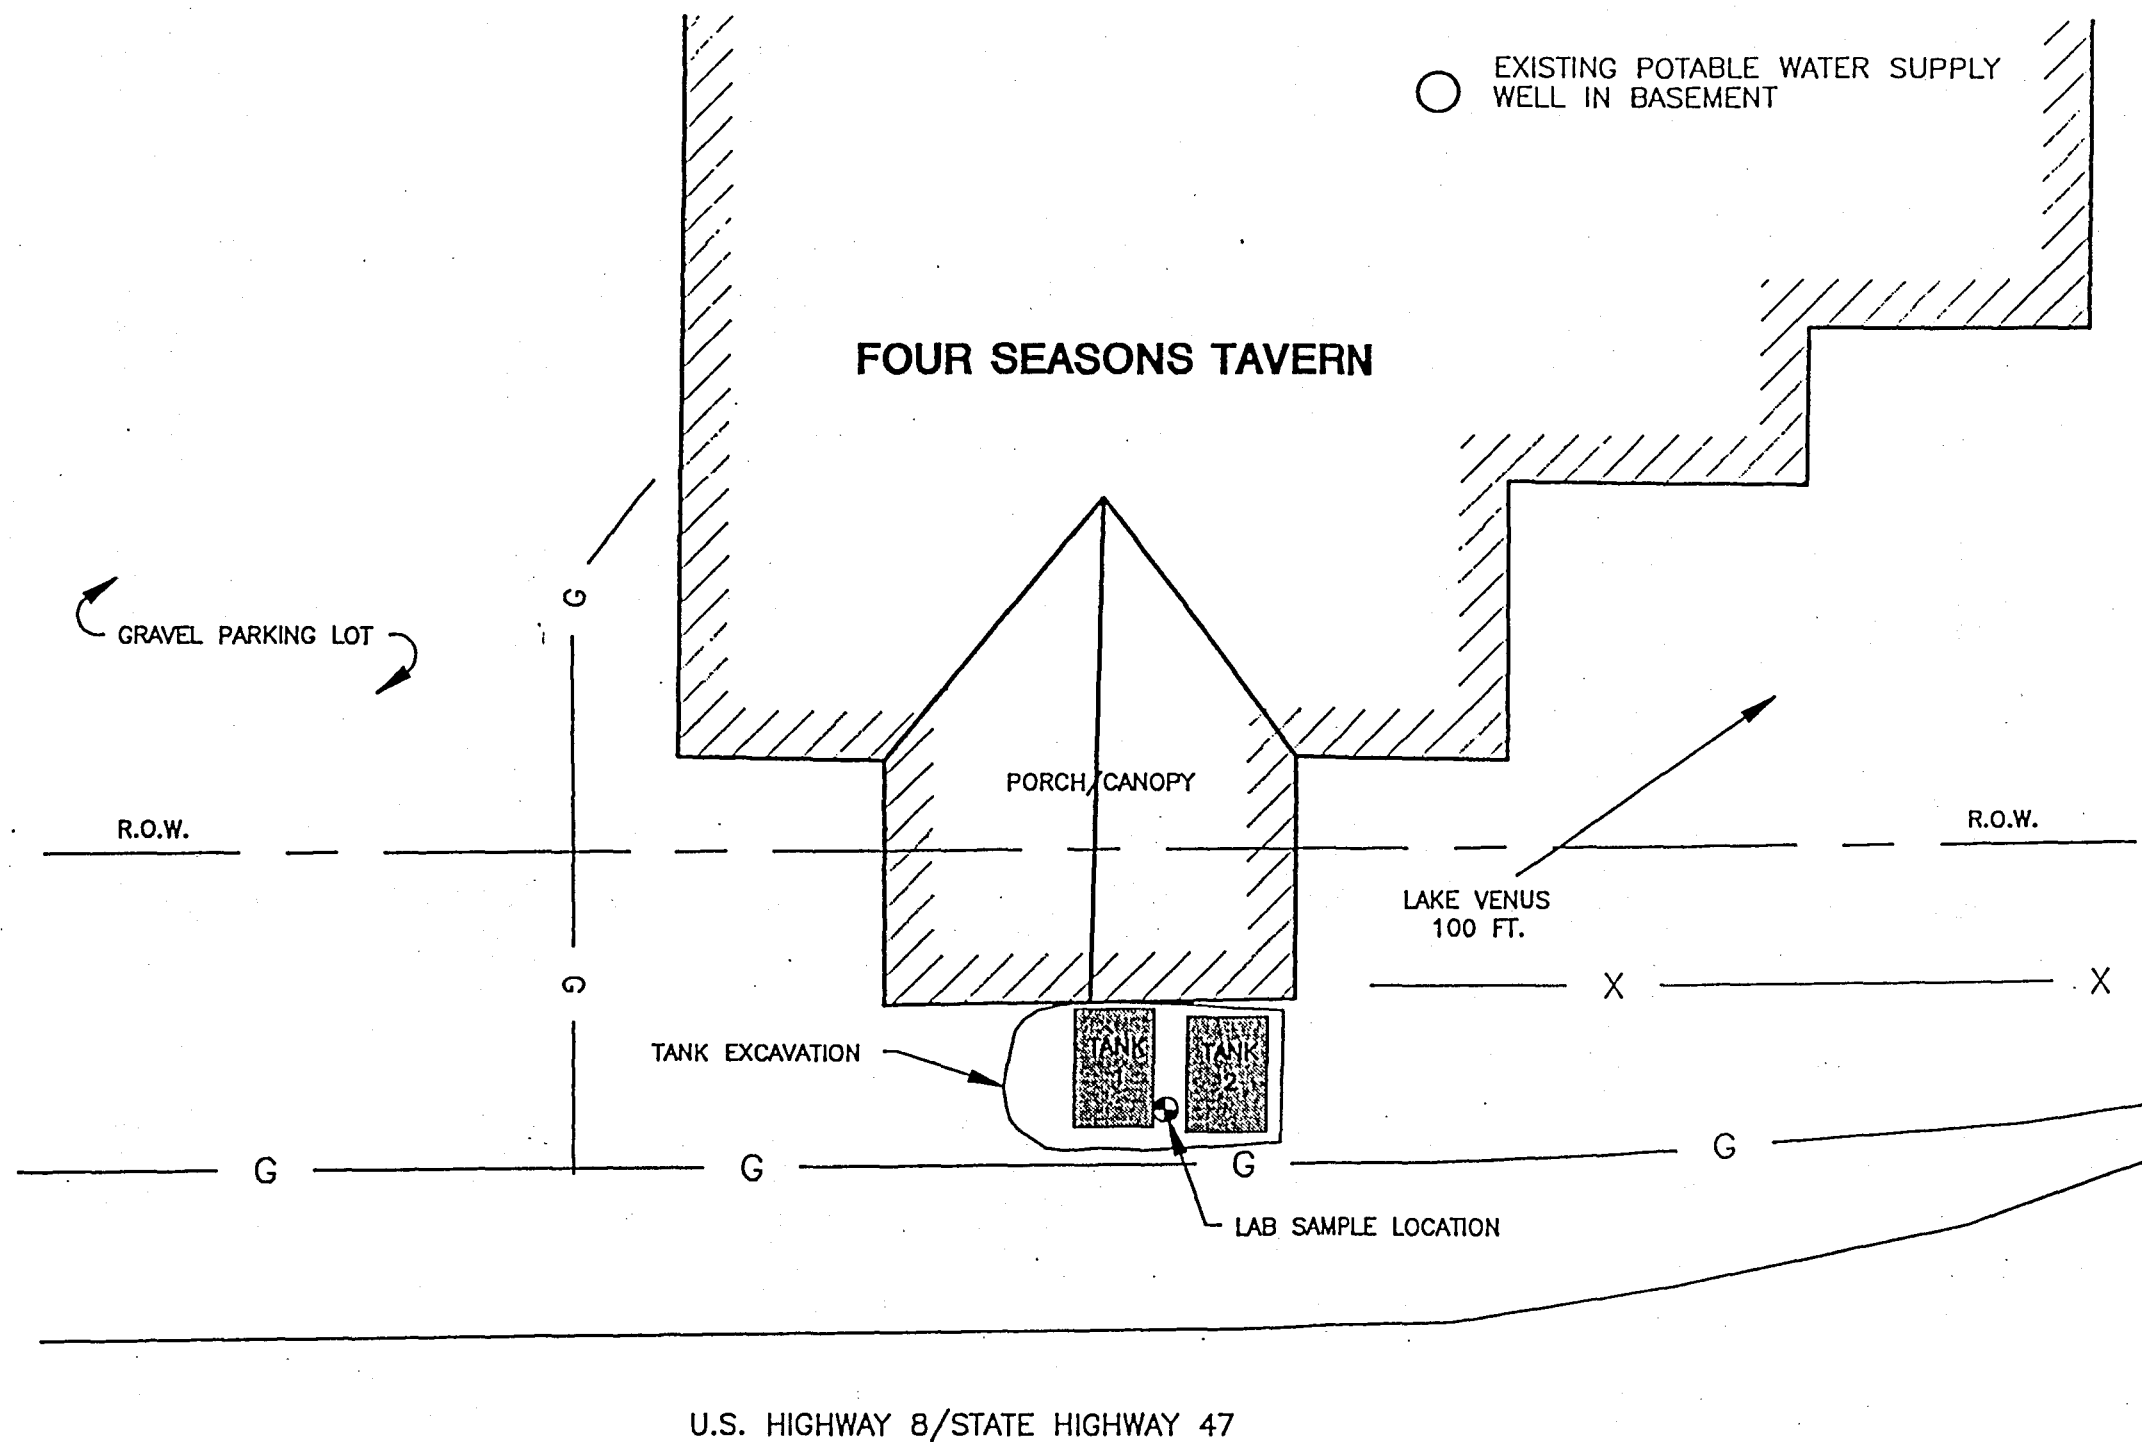 EXISTING POTABLE WATER SUPPLY
WELL IN BASEMENT
FOUR SEASONS TAVERN
G
GRAVEL PARKING LOT
PORCH/CANOPY
R.O.W.
R.O.W.
LAKE VENUS
100 FT.
G
X
X
TANK EXCAVATION
TANK
1
TANK
2
G
G
G
G
LAB SAMPLE LOCATION
U.S. HIGHWAY 8/STATE HIGHWAY 47